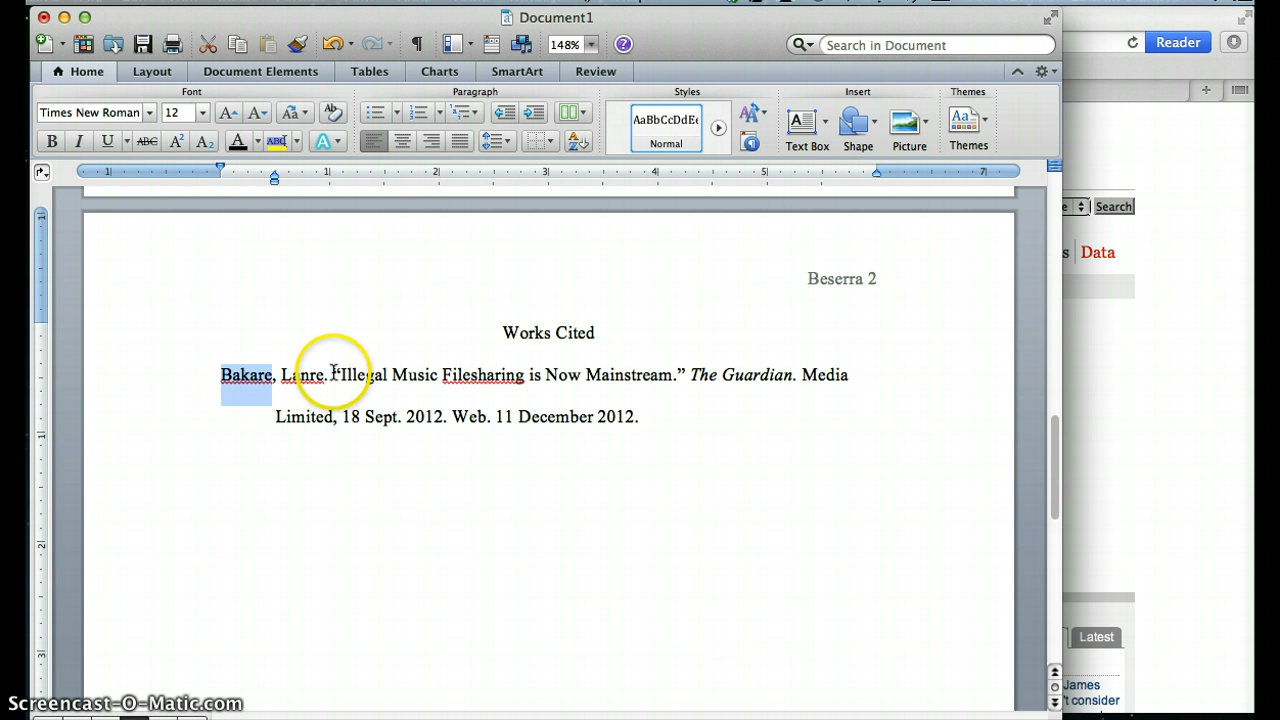 Document1
148%
Search in Document
Reader
Home Layout Document Elements Tables Charts SmartArt Review
Font Paragraph Styles Insert Themes
Times New Roman 12
AaBbCcDdEe
Normal
Text Box Shape Picture Themes
Search
Data
Beserra 2
Works Cited
Bakare, Lanre. “Illegal Music Filesharing is Now Mainstream.” The Guardian. Media
Limited, 18 Sept. 2012. Web. 11 December 2012.
Latest
James
't consider
Screencast-O-Matic.com